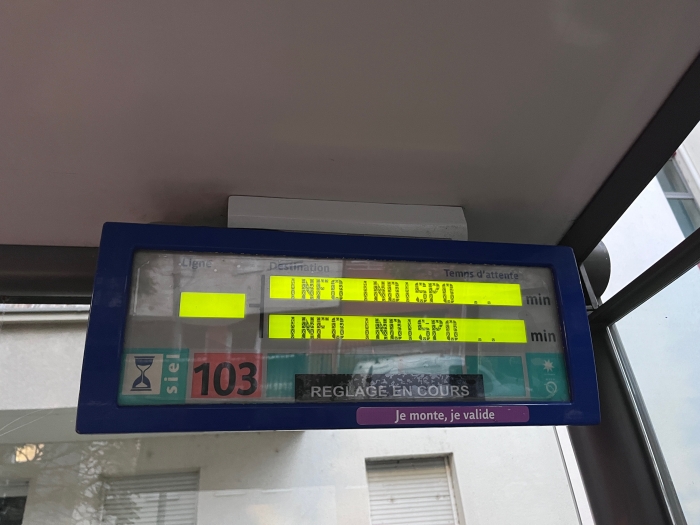 Ligne Destination Temps d'attente
INFO INDISPO .. min
INFO INDISPO .. min
siel 103
REGLAGE EN COURS
Je monte, je valide